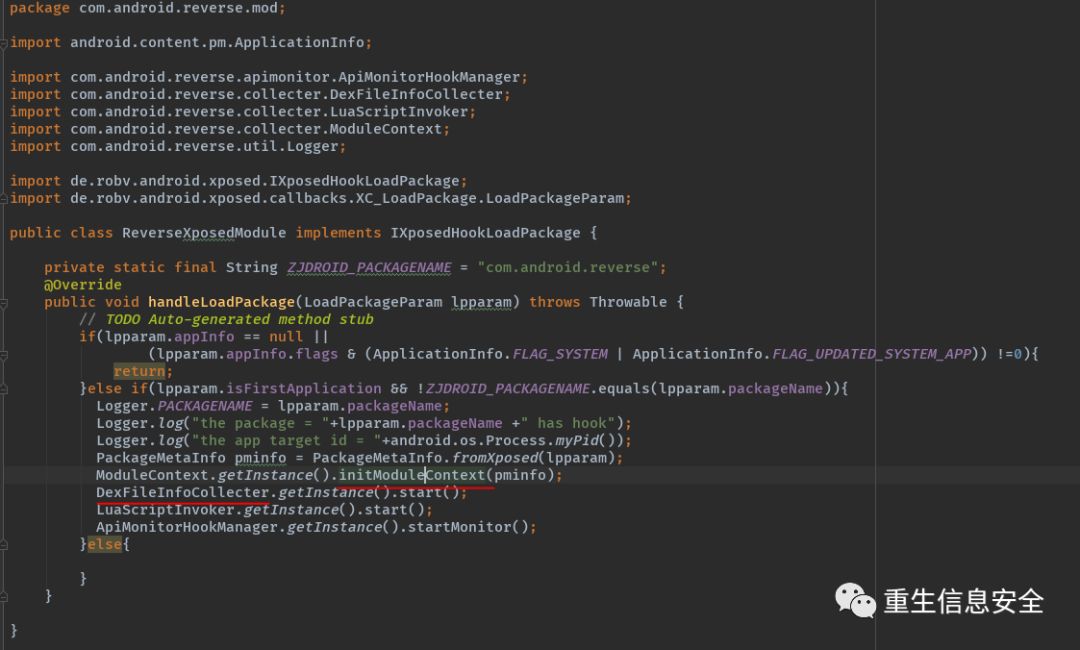 package com.android.reverse.mod;
import android.content.pm.ApplicationInfo;
import com.android.reverse.apimonitor.ApiMonitorHookManager;
import com.android.reverse.collecter.DexFileInfoCollecter;
import com.android.reverse.collecter.LuaScriptInvoker;
import com.android.reverse.collecter.ModuleContext;
import com.android.reverse.util.Logger;
import de.robv.android.xposed.IXposedHookLoadPackage;
import de.robv.android.xposed.callbacks.XC_LoadPackage.LoadPackageParam;
public class ReverseXposedModule implements IXposedHookLoadPackage {
private static final String ZJDROID_PACKAGENAME = "com.android.reverse";
@Override
public void handleLoadPackage(LoadPackageParam lpparam) throws Throwable {
// TODO Auto-generated method stub
if(lpparam.appInfo == null ||
(lpparam.appInfo.flags & (ApplicationInfo.FLAG_SYSTEM | ApplicationInfo.FLAG_UPDATED_SYSTEM_APP)) !=0){
return;
}else if(lpparam.isFirstApplication && !ZJDROID_PACKAGENAME.equals(lpparam.packageName)){
Logger.PACKAGENAME = lpparam.packageName;
Logger.log("the package = "+lpparam.packageName +" has hook");
Logger.log("the app target id = "+android.os.Process.myPid());
PackageMetaInfo pminfo = PackageMetaInfo.fromXposed(lpparam);
ModuleContext.getInstance().initModuleContext(pminfo);
DexFileInfoCollecter.getInstance().start();
LuaScriptInvoker.getInstance().start();
ApiMonitorHookManager.getInstance().startMonitor();
}else{
}
}
}
重生信息安全